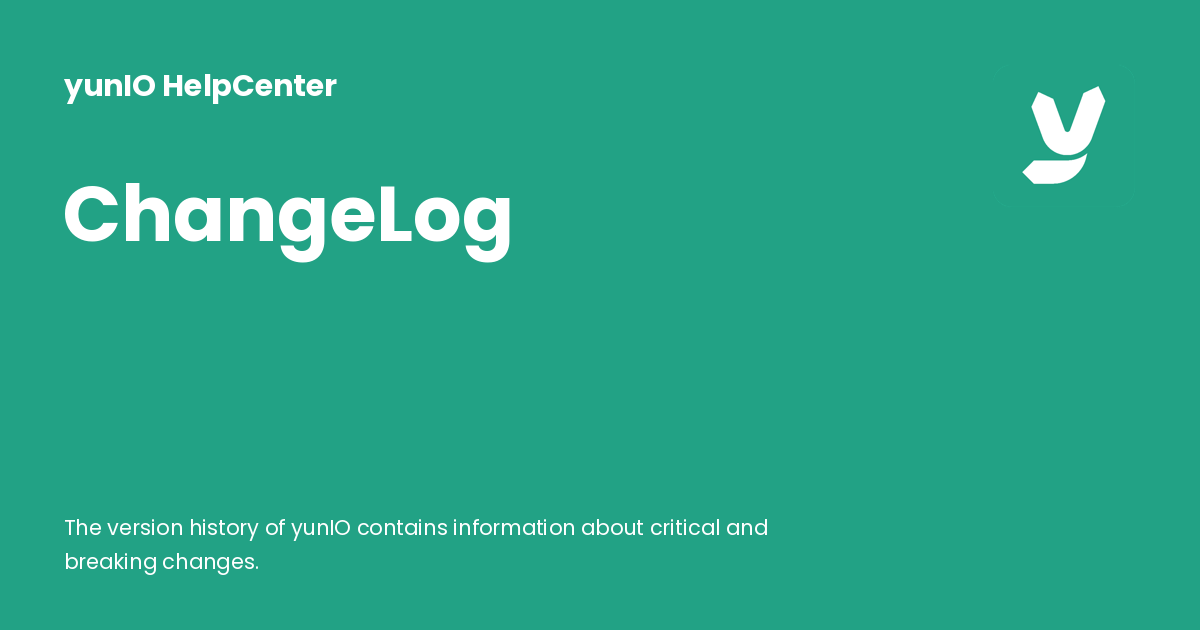 yunIO HelpCenter
ChangeLog
The version history of yunIO contains information about critical and
breaking changes.